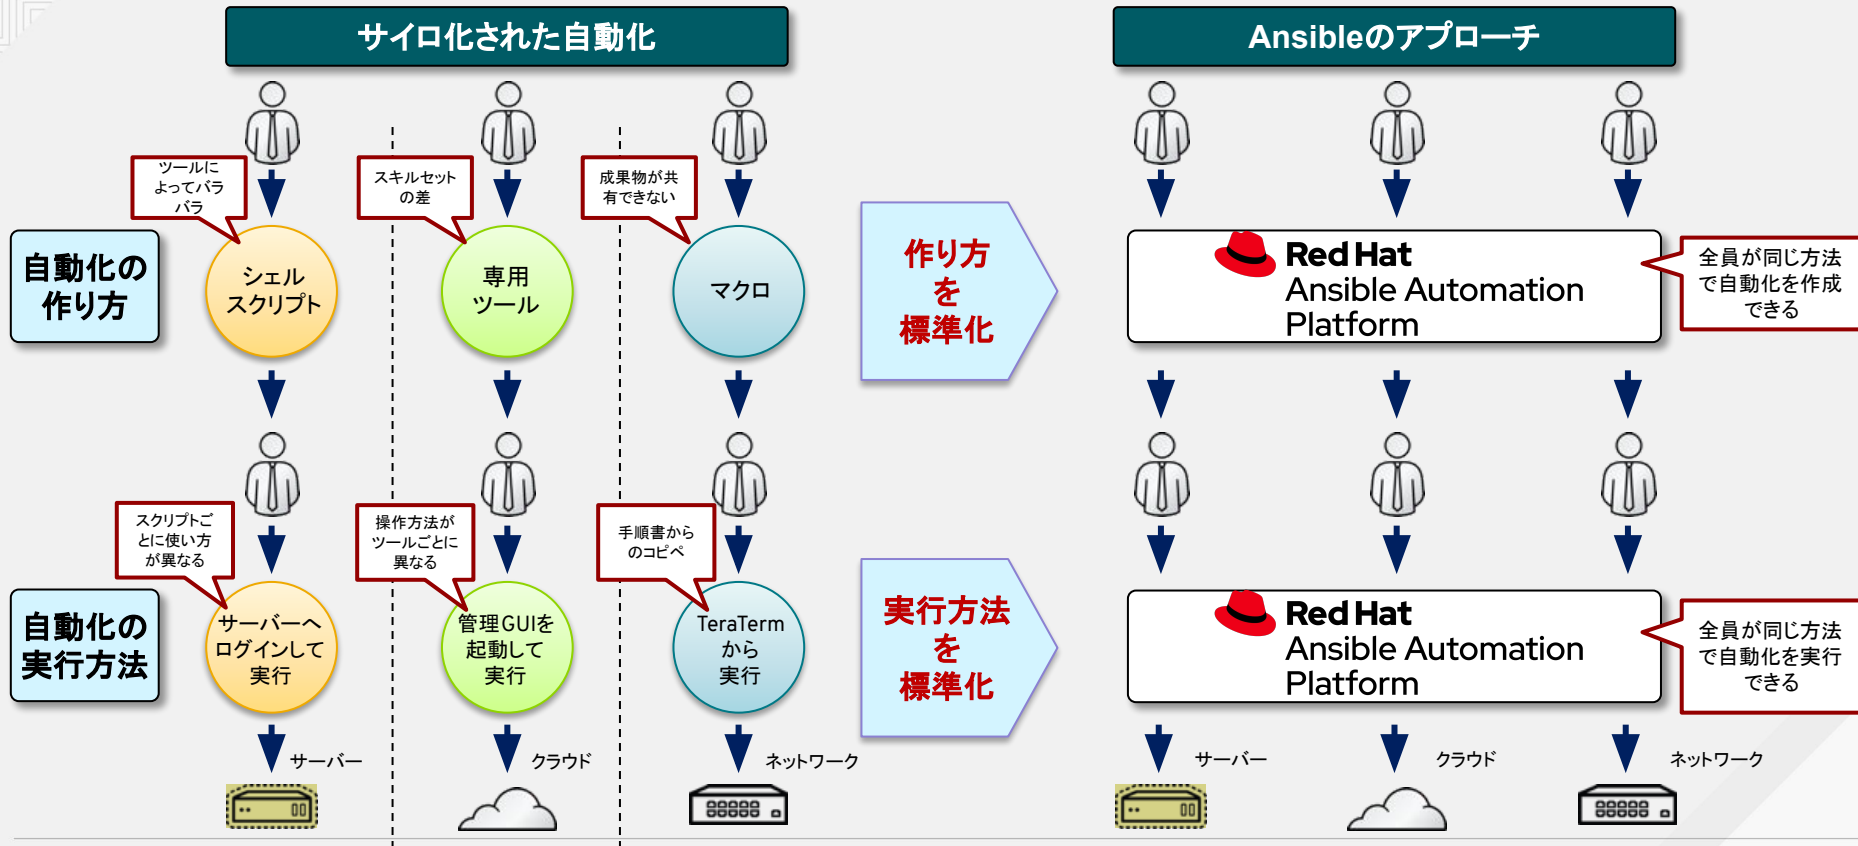 サイロ化された自動化
Ansibleのアプローチ
ツールに
よってバラ
バラ
スキルセット
の差
成果物が共
有できない
自動化の
作り方
シェル
スクリプト
専用
ツール
マクロ
作り方
を
標準化
Red Hat
Ansible Automation
Platform
全員が同じ方法
で自動化を作成
できる
スクリプトご
とに使い方
が異なる
操作方法が
ツールごとに
異なる
手順書から
のコピペ
自動化の
実行方法
サーバーへ
ログインして
実行
管理GUIを
起動して
実行
TeraTerm
から
実行
実行方法
を
標準化
Red Hat
Ansible Automation
Platform
全員が同じ方法
で自動化を実行
できる
サーバー
クラウド
ネットワーク
サーバー
クラウド
ネットワーク